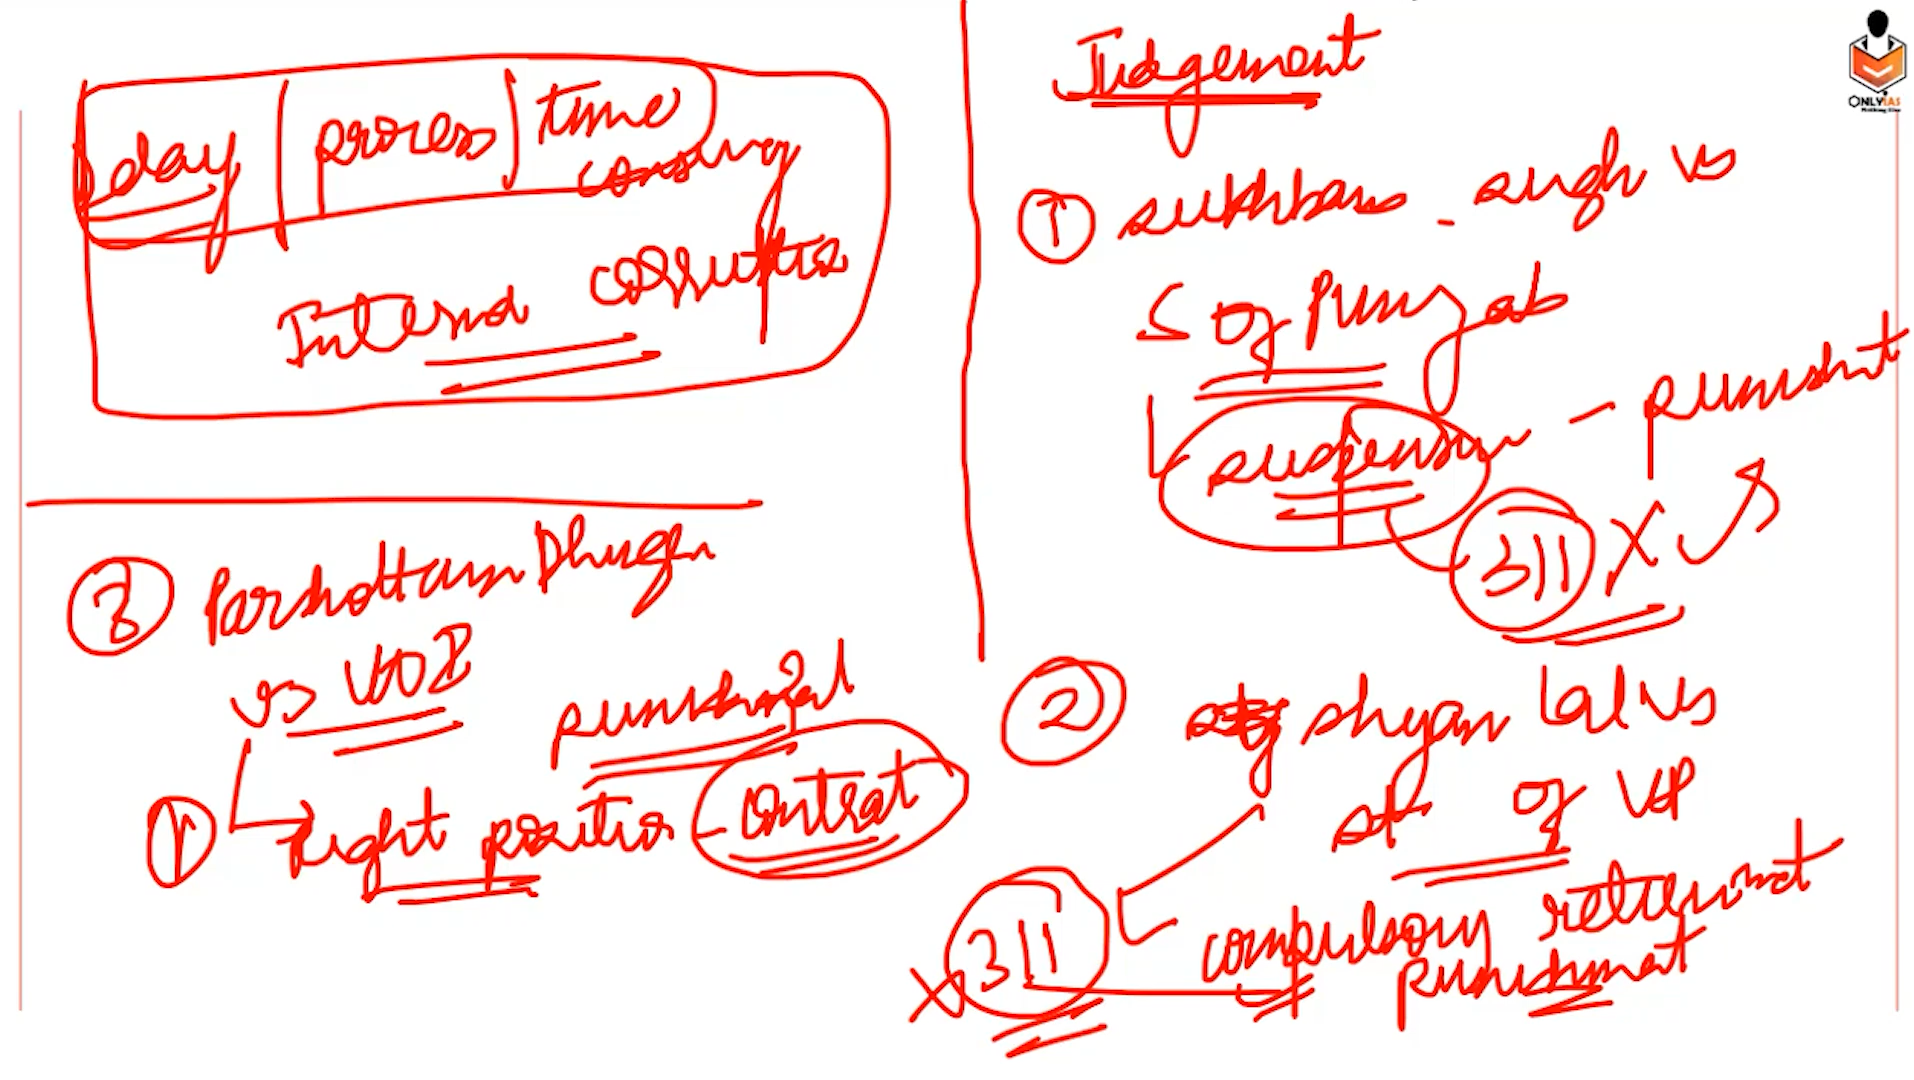 day | process | time
consuming
Internal corruption
③ Parshottam Dhingra
vs UOI
punishment
① Right position - contract
Judgement
① sukhbans - singh vs
S of Punjab
suspension - punishment
311 X
② shyam lal vs
st of UP
compulsory retirement
X 311
punishment
ONLYIAS